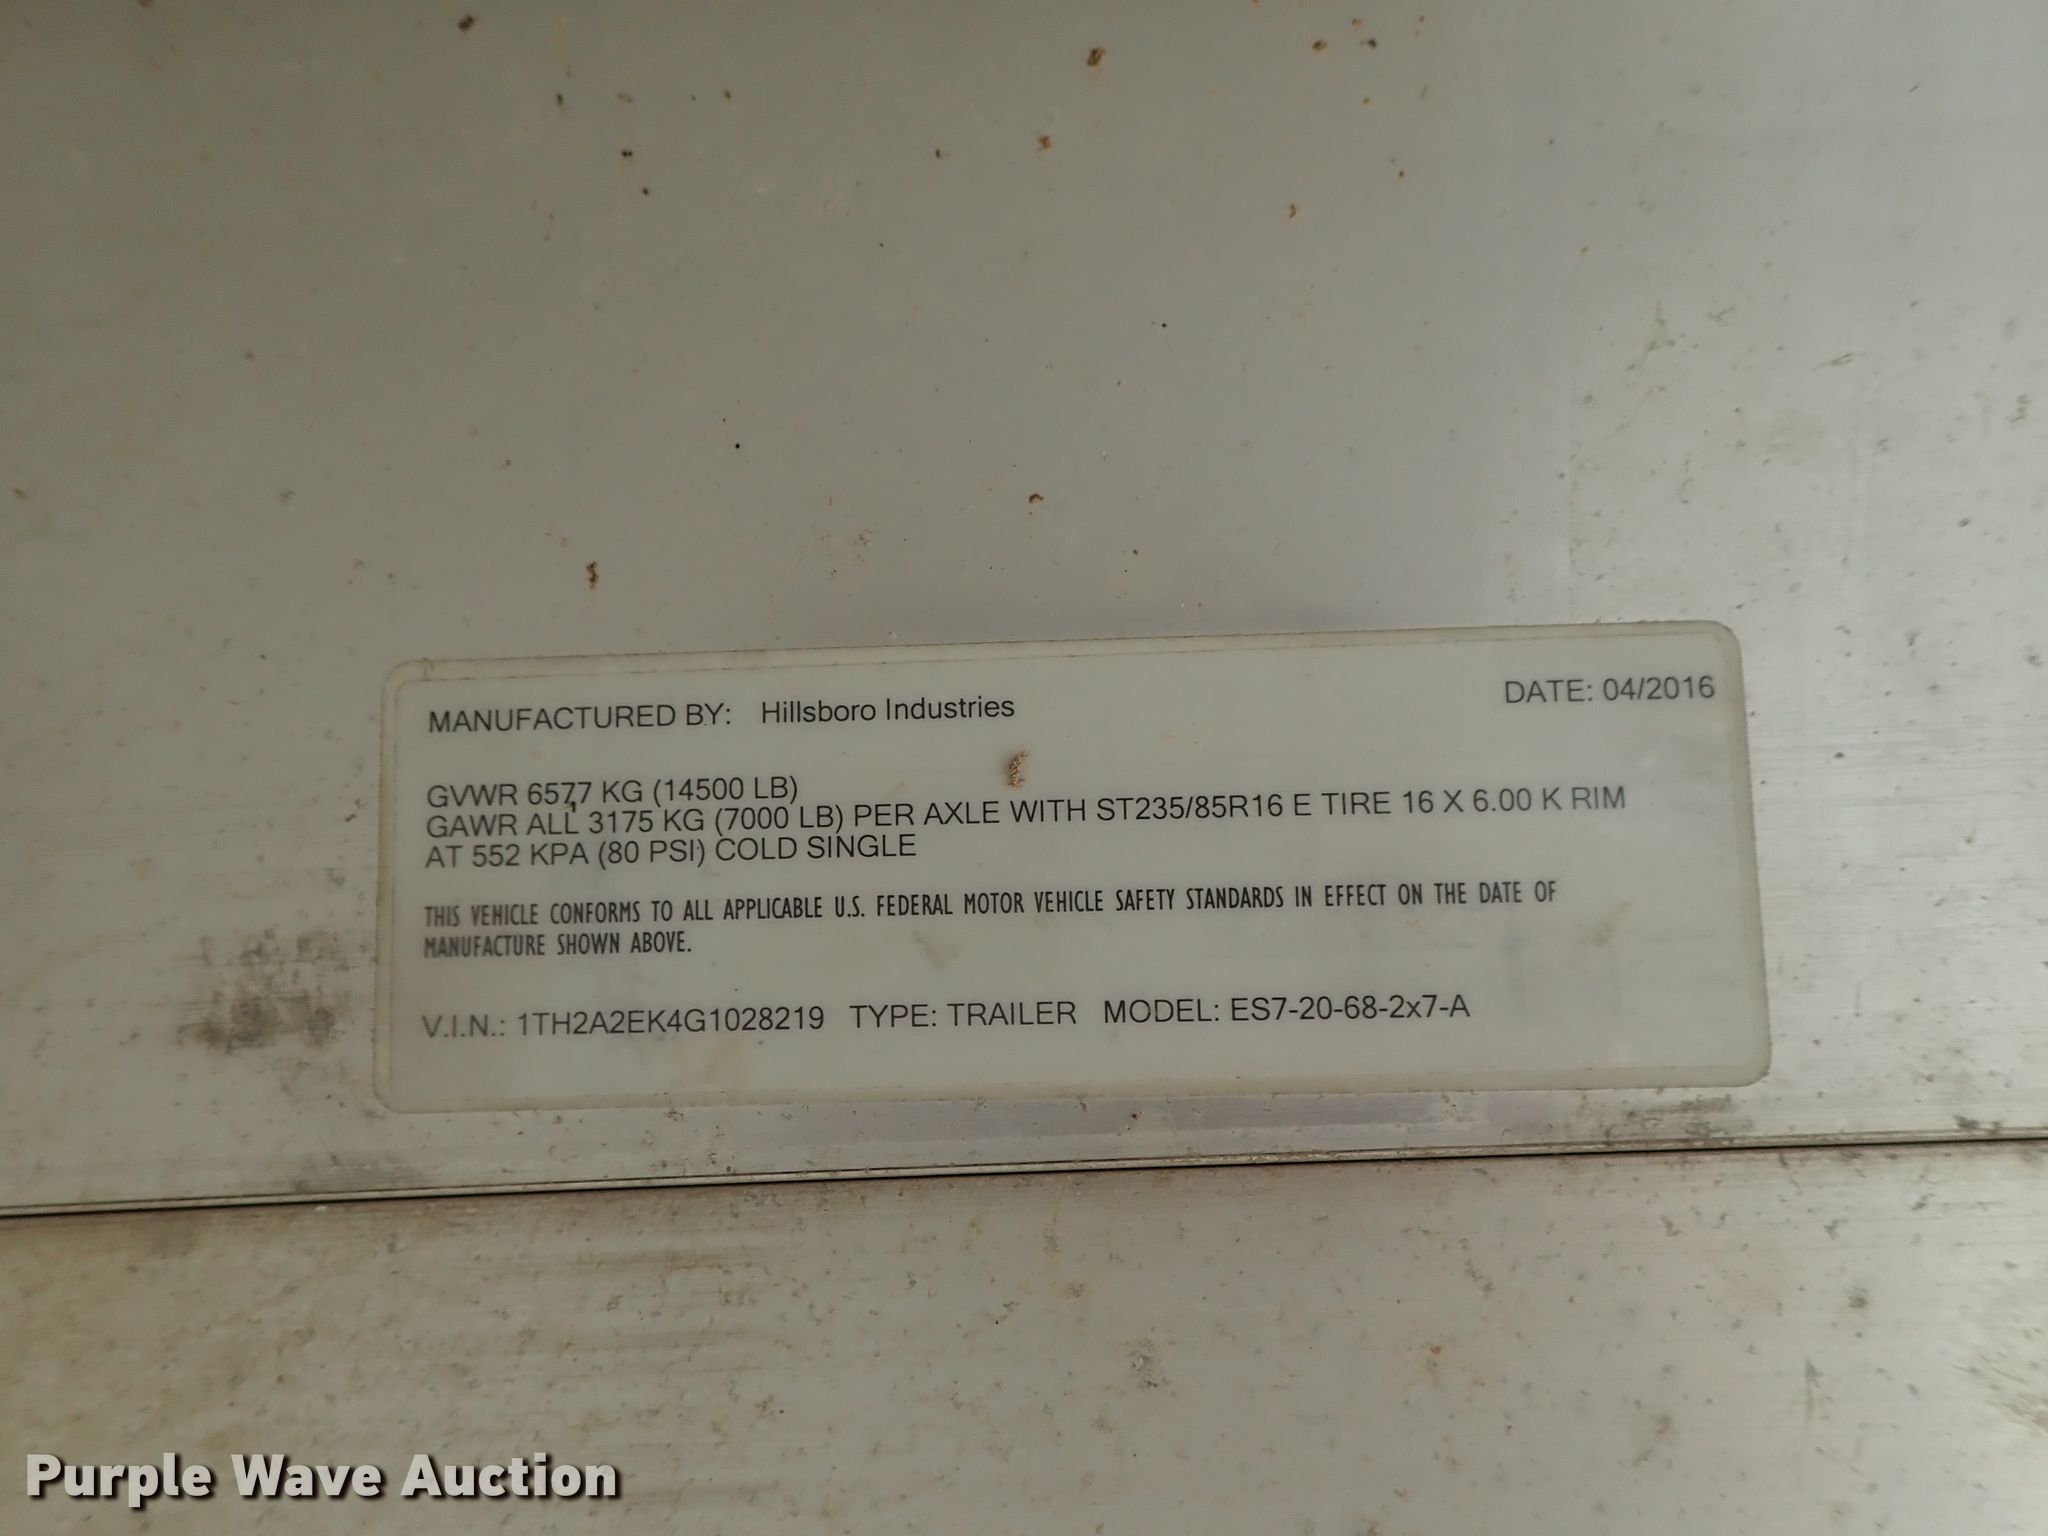 MANUFACTURED BY: Hillsboro Industries DATE: 04/2016
GVWR 6577 KG (14500 LB)
GAWR ALL 3175 KG (7000 LB) PER AXLE WITH ST235/85R16 E TIRE 16 X 6.00 K RIM
AT 552 KPA (80 PSI) COLD SINGLE
THIS VEHICLE CONFORMS TO ALL APPLICABLE U.S. FEDERAL MOTOR VEHICLE SAFETY STANDARDS IN EFFECT ON THE DATE OF
MANUFACTURE SHOWN ABOVE.
V.I.N.: 1TH2A2EK4G1028219 TYPE: TRAILER MODEL: ES7-20-68-2x7-A
Purple Wave Auction